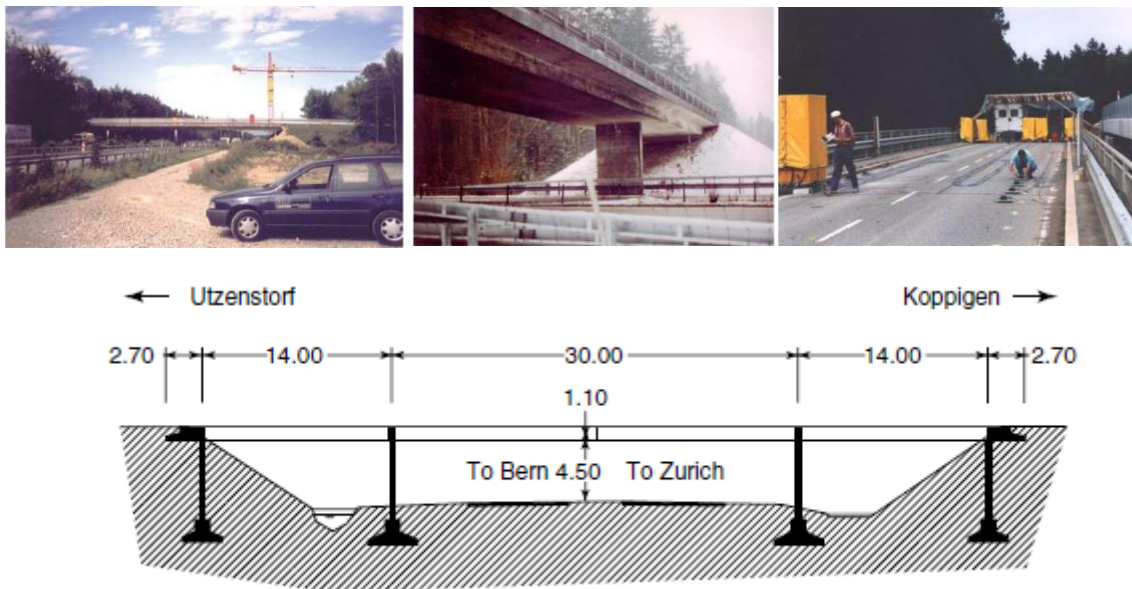 Utzenstorf
Koppigen
2.70
14.00
30.00
14.00
2.70
1.10
To Bern 4.50 To Zurich